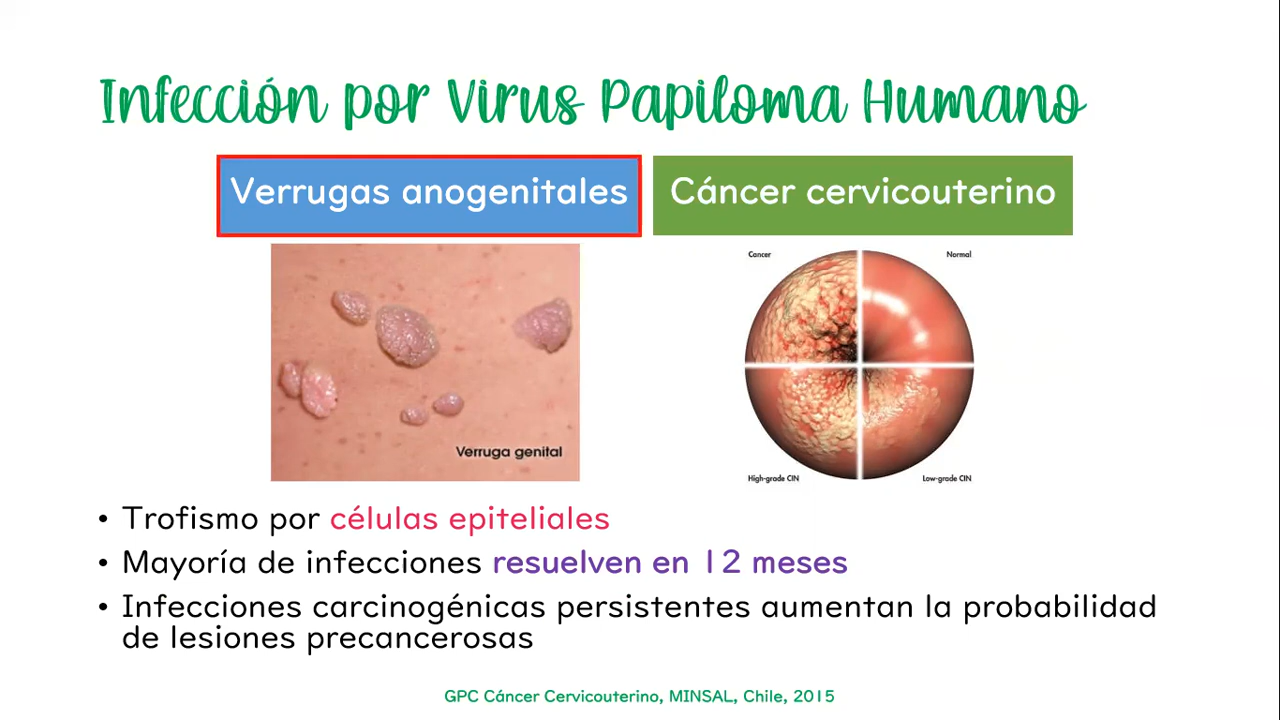 Infección por Virus Papiloma Humano
Verrugas anogenitales
Cáncer cervicouterino
Cancer
Normal
Verruga genital
High-grade CIN
Low-grade CIN
• Trofismo por células epiteliales
• Mayoría de infecciones resuelven en 12 meses
• Infecciones carcinogénicas persistentes aumentan la probabilidad
de lesiones precancerosas
GPC Cáncer Cervicouterino, MINSAL, Chile, 2015